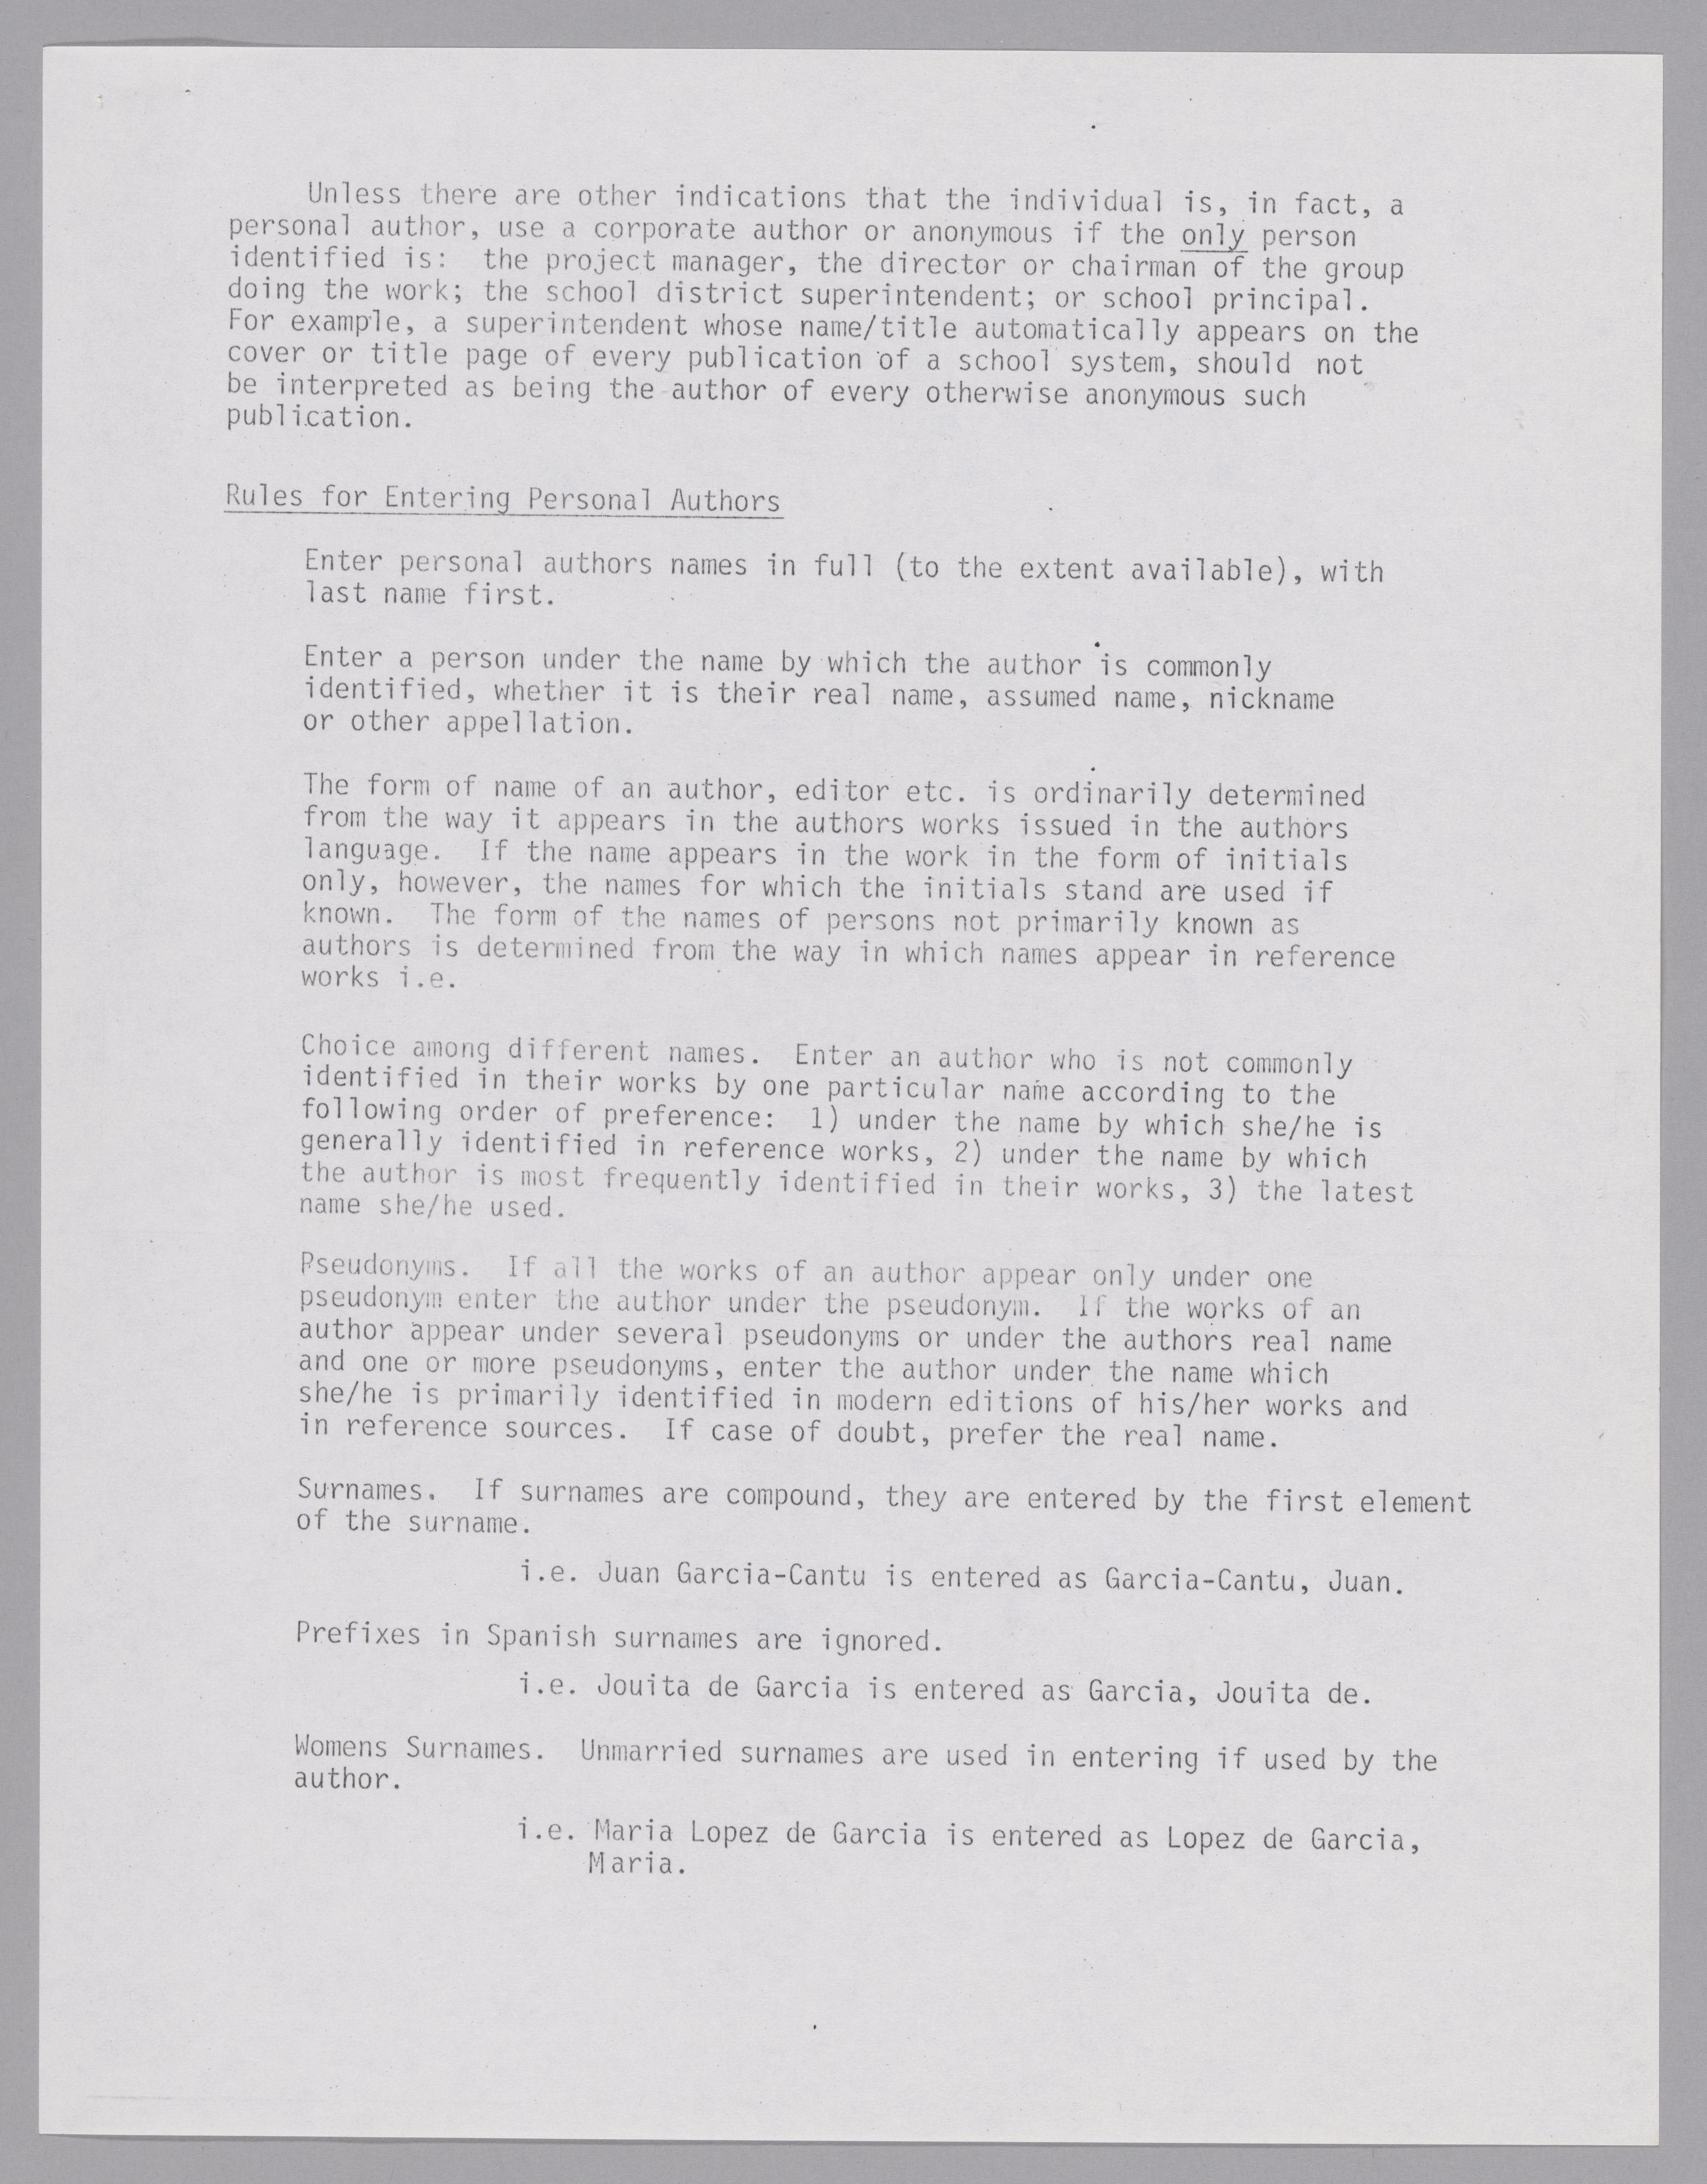 Unless there are other indications that the individual is, in fact, a
personal author, use a corporate author or anonymous if the only person
identified is: the project manager, the director or chairman of the group
doing the work; the school district superintendent; or school principal.
For example, a superintendent whose name/title automatically appears on the
cover or title page of every publication of a school system, should not
be interpreted as being the author of every otherwise anonymous such
publication.
Rules for Entering Personal Authors
Enter personal authors names in full (to the extent available), with
last name first.
Enter a person under the name by which the author is commonly
identified, whether it is their real name, assumed name, nickname
or other appellation.
The form of name of an author, editor etc. is ordinarily determined
from the way it appears in the authors works issued in the authors
language. If the name appears in the work in the form of initials
only, however, the names for which the initials stand are used if
known. The form of the names of persons not primarily known as
authors is determined from the way in which names appear in reference
works i.e.
Choice among different names. Enter an author who is not commonly
identified in their works by one particular name according to the
following order of preference: 1) under the name by which she/he is
generally identified in reference works, 2) under the name by which
the author is most frequently identified in their works, 3) the latest
name she/he used.
Pseudonyms. If all the works of an author appear only under one
pseudonym enter the author under the pseudonym. If the works of an
author appear under several pseudonyms or under the authors real name
and one or more pseudonyms, enter the author under the name which
she/he is primarily identified in modern editions of his/her works and
in reference sources. If case of doubt, prefer the real name.
Surnames. If surnames are compound, they are entered by the first element
of the surname.
i.e. Juan Garcia-Cantu is entered as Garcia-Cantu, Juan.
Prefixes in Spanish surnames are ignored.
i.e. Jouita de Garcia is entered as Garcia, Jouita de.
Womens Surnames. Unmarried surnames are used in entering if used by the
author.
i.e. Maria Lopez de Garcia is entered as Lopez de Garcia,
Maria.